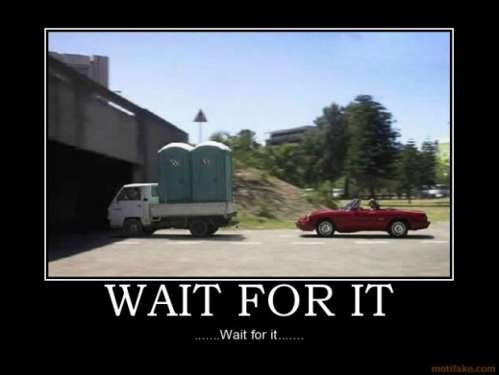 WAIT FOR IT
.......Wait for it.......
motifake.com